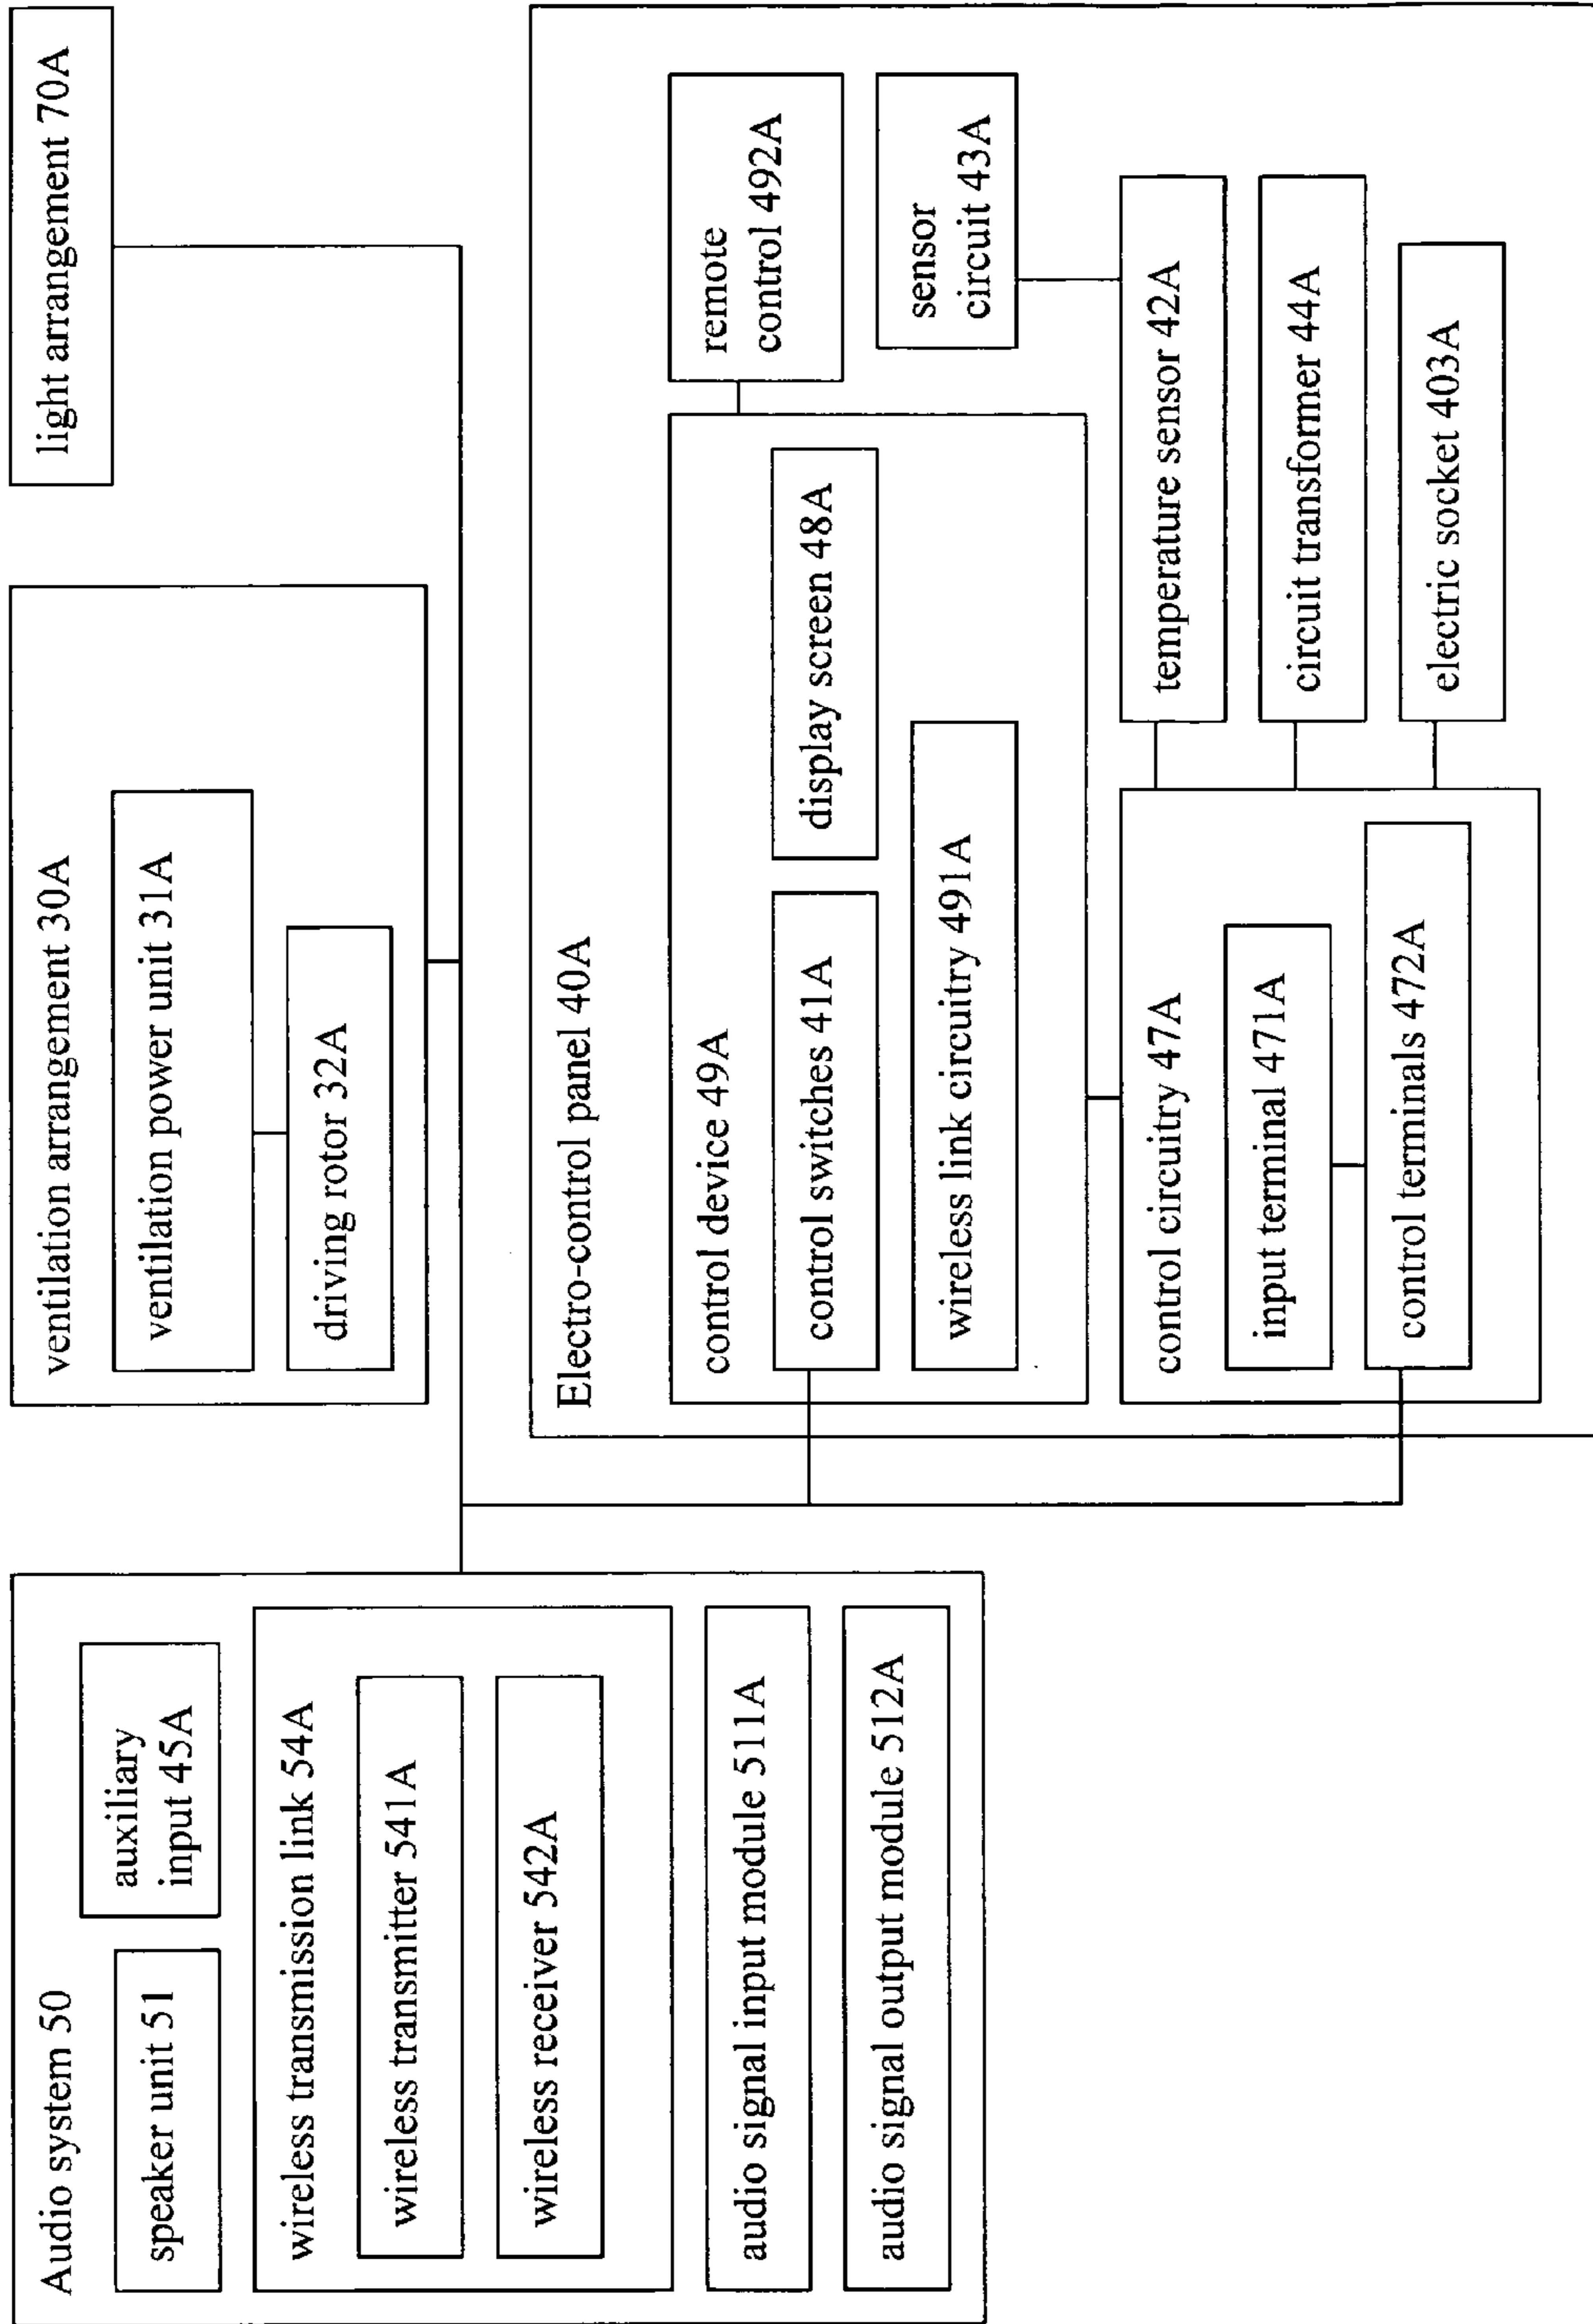 Audio system 50
speaker unit 51
auxiliary
input 45A
wireless transmission link 54A
wireless transmitter 541A
wireless receiver 542A
audio signal input module 511A
audio signal output module 512A
ventilation arrangement 30A
ventilation power unit 31A
driving rotor 32A
light arrangement 70A
Electro-control panel 40A
control device 49A
control switches 41A
display screen 48A
wireless link circuitry 491A
remote
control 492A
sensor
circuit 43A
control circuitry 47A
input terminal 471A
control terminals 472A
temperature sensor 42A
circuit transformer 44A
electric socket 403A